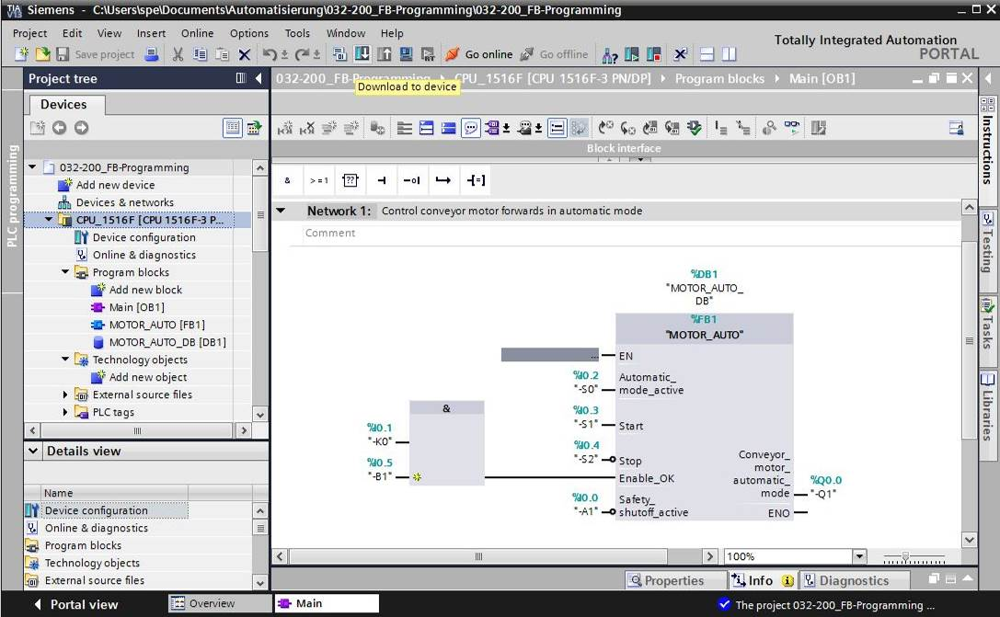 TIA V13 Siemens - C:\Users\spe\Documents\Automatisierung\032-200_FB-Programming\032-200_FB-Programming
Project Edit View Insert Online Options Tools Window Help
Save project Go online Go offline
Totally Integrated Automation
PORTAL
Project tree
032-200_FB-Programming CPU_1516F [CPU 1516F-3 PN/DP] Program blocks Main [OB1]
Download to device
Devices
PLC programming
Block interface
032-200_FB-Programming
Add new device
Devices & networks
CPU_1516F [CPU 1516F-3 P...
Device configuration
Online & diagnostics
Program blocks
Add new block
Main [OB1]
MOTOR_AUTO [FB1]
MOTOR_AUTO_DB [DB1]
Technology objects
Add new object
External source files
PLC tags
& >=1 ??
Network 1: Control conveyor motor forwards in automatic mode
Comment
%DB1
"MOTOR_AUTO_
DB"
%FB1
"MOTOR_AUTO"
... EN
%I0.2
"-S0"
Automatic_
mode_active
%I0.3
"-S1" Start
%I0.4
"-S2" Stop
&
%I0.1
"-K0"
%I0.5
"-B1"
Enable_OK
%I0.0
"-A1"
Safety_
shutoff_active
Conveyor_
motor_
automatic_
mode
%Q0.0
"-Q1"
ENO
100%
Instructions
Testing
Tasks
Libraries
Details view
Name
Device configuration
Online & diagnostics
Program blocks
Technology objects
External source files
Properties Info Diagnostics
Portal view Overview Main The project 032-200_FB-Programming ...